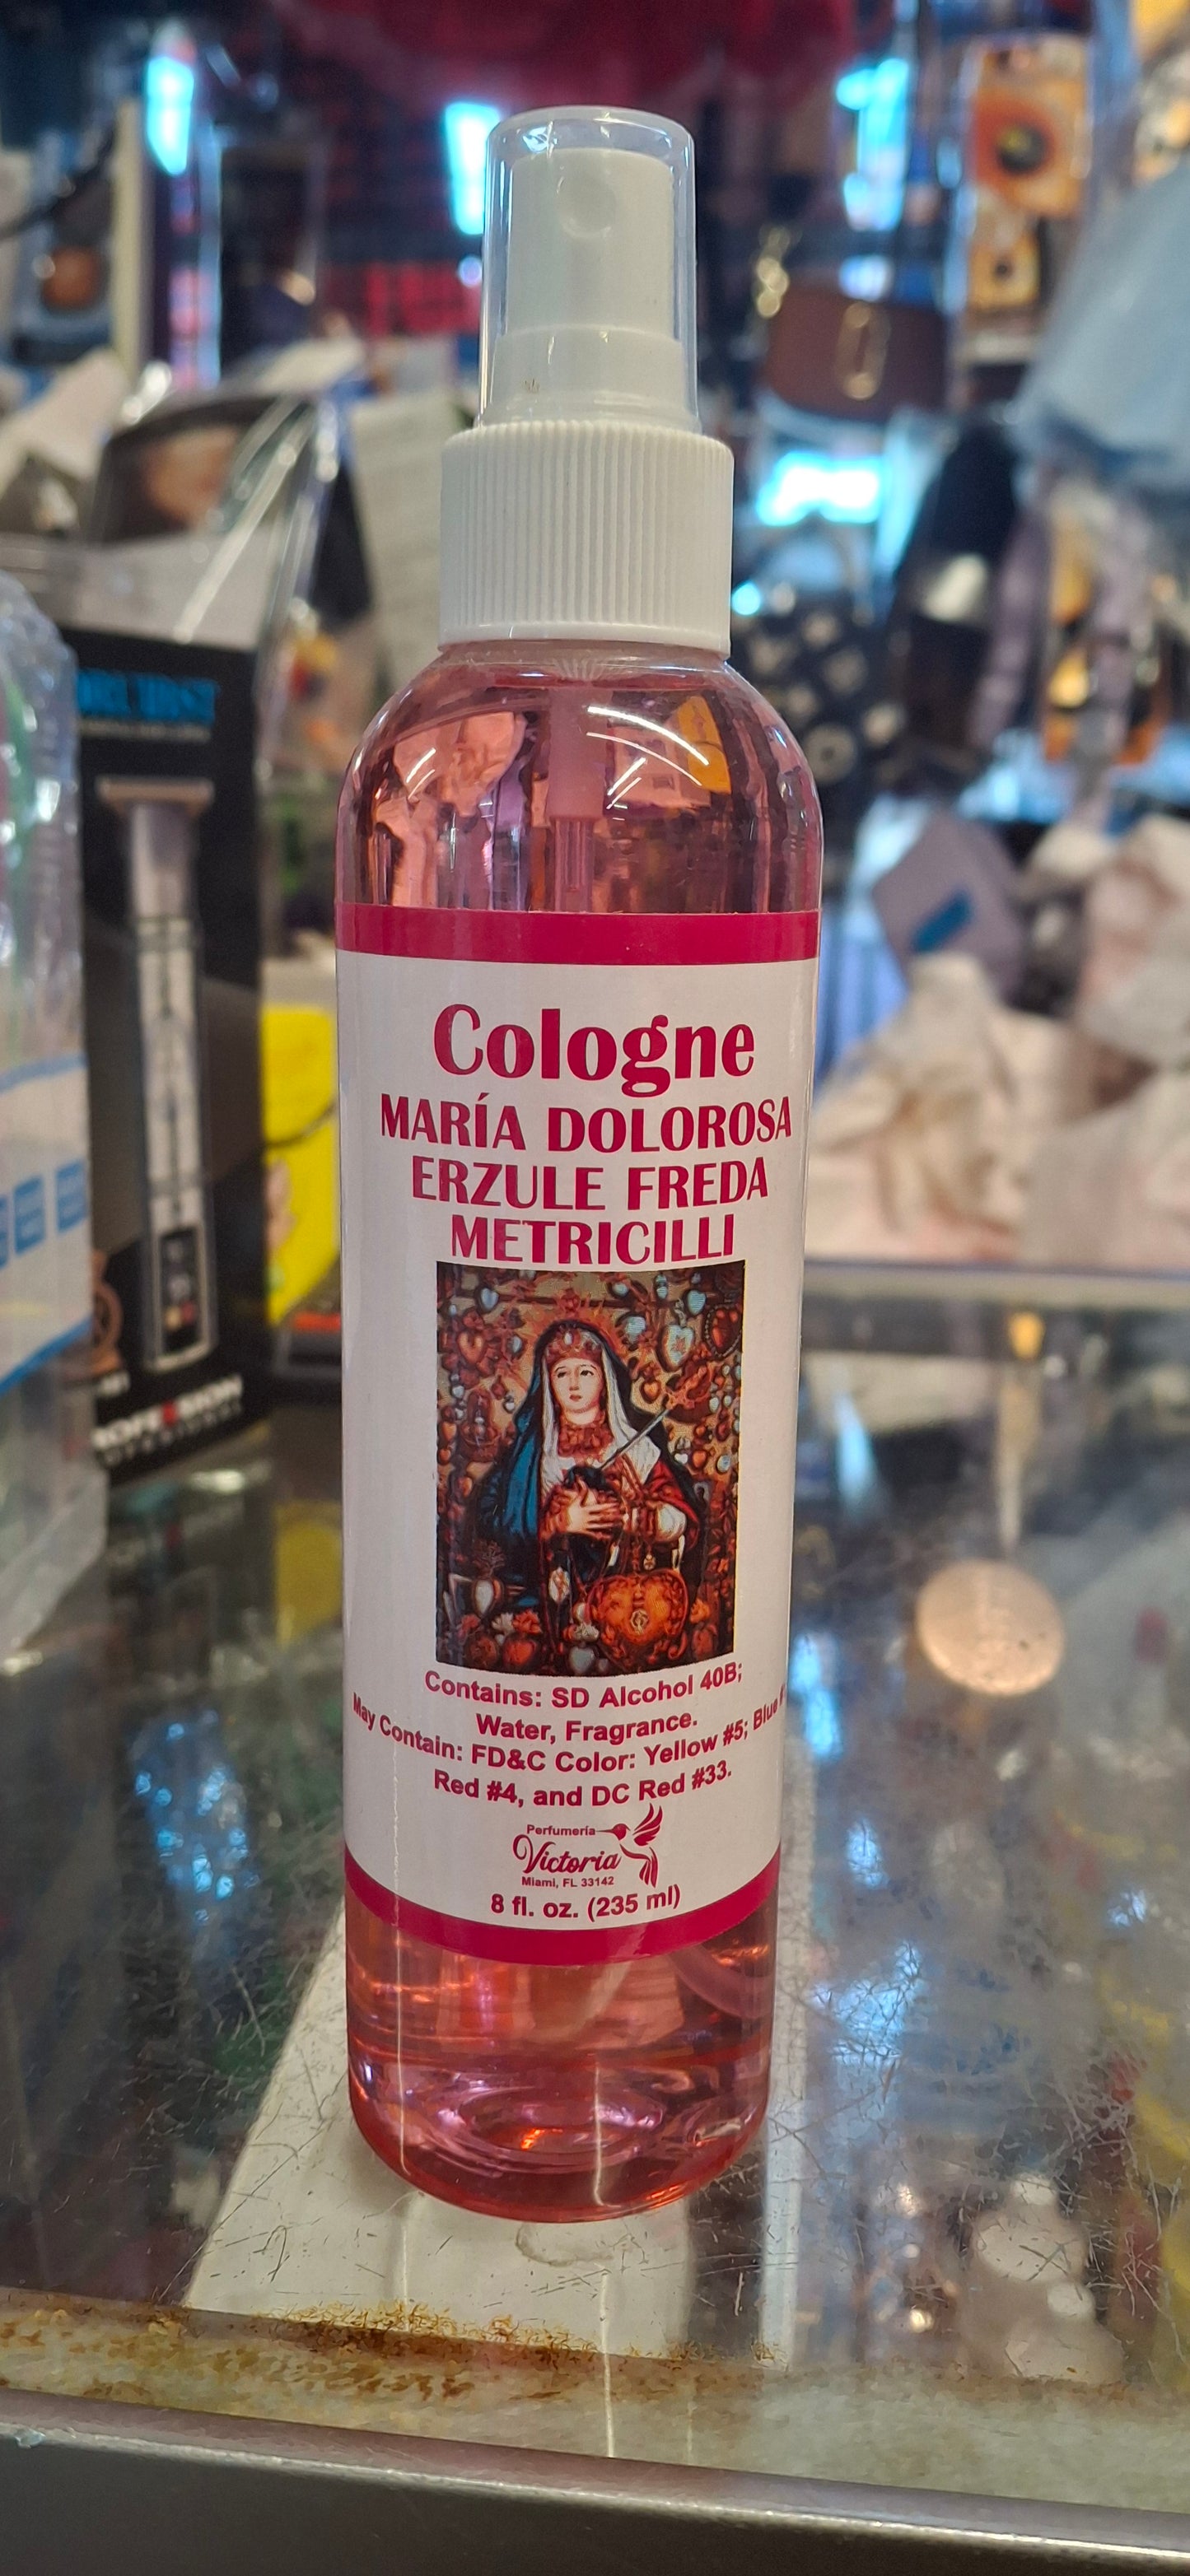 Cologne
MARÍA DOLOROSA
ERZULE FREDA
METRICILLI
Contains: SD Alcohol 40B;
Water, Fragrance.
May Contain: FD&C Color: Yellow #5; Blue
Red #4, and DC Red #33.
Perfumería
Victoria
Miami, FL 33142
8 fl. oz. (235 ml)